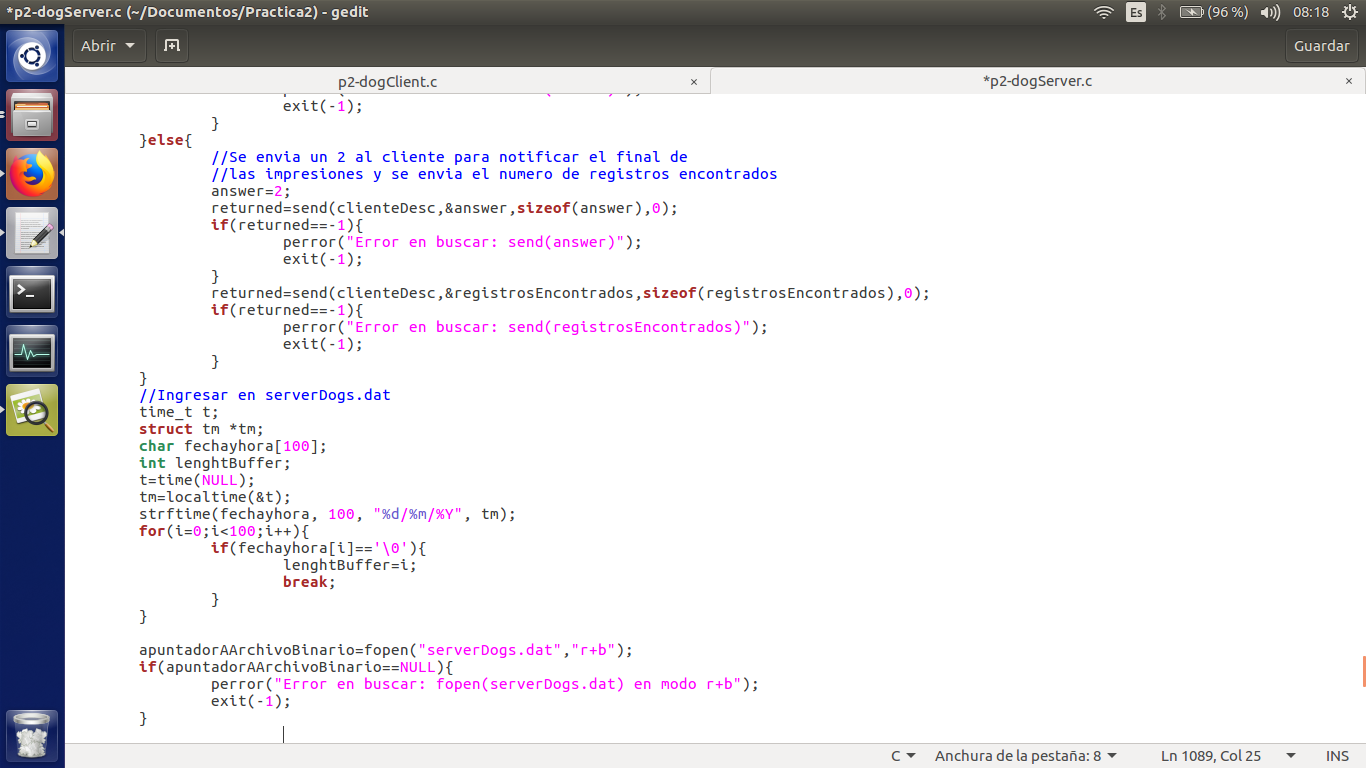 *p2-dogServer.c (~/Documentos/Practica2) - gedit
Es
(96 %)
08:18
Abrir
Guardar
p2-dogClient.c
×
*p2-dogServer.c
×
exit(-1);
}
}else{
//Se envia un 2 al cliente para notificar el final de
//las impresiones y se envia el numero de registros encontrados
answer=2;
returned=send(clienteDesc,&answer,sizeof(answer),0);
if(returned==-1){
perror("Error en buscar: send(answer)");
exit(-1);
}
returned=send(clienteDesc,&registrosEncontrados,sizeof(registrosEncontrados),0);
if(returned==-1){
perror("Error en buscar: send(registrosEncontrados)");
exit(-1);
}
}
//Ingresar en serverDogs.dat
time_t t;
struct tm *tm;
char fechayhora[100];
int lenghtBuffer;
t=time(NULL);
tm=localtime(&t);
strftime(fechayhora, 100, "%d/%m/%Y", tm);
for(i=0;i<100;i++){
if(fechayhora[i]=='\0'){
lenghtBuffer=i;
break;
}
}
apuntadorAArchivoBinario=fopen("serverDogs.dat","r+b");
if(apuntadorAArchivoBinario==NULL){
perror("Error en buscar: fopen(serverDogs.dat) en modo r+b");
exit(-1);
}
C
Anchura de la pestaña: 8
Ln 1089, Col 25
INS